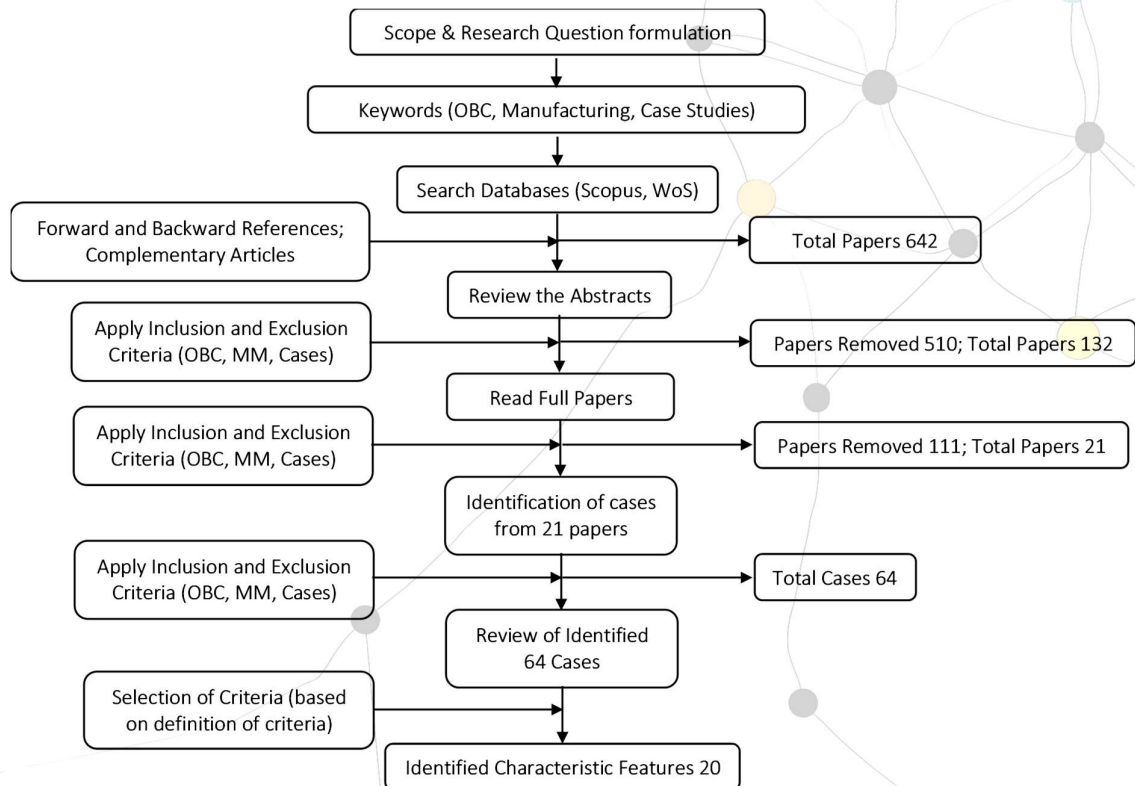 Scope & Research Question formulation
Keywords (OBC, Manufacturing, Case Studies)
Search Databases (Scopus, WoS)
Forward and Backward References;
Complementary Articles
Total Papers 642
Review the Abstracts
Apply Inclusion and Exclusion
Criteria (OBC, MM, Cases)
Papers Removed 510; Total Papers 132
Read Full Papers
Apply Inclusion and Exclusion
Criteria (OBC, MM, Cases)
Papers Removed 111; Total Papers 21
Identification of cases
from 21 papers
Apply Inclusion and Exclusion
Criteria (OBC, MM, Cases)
Total Cases 64
Review of Identified
64 Cases
Selection of Criteria (based
on definition of criteria)
Identified Characteristic Features 20